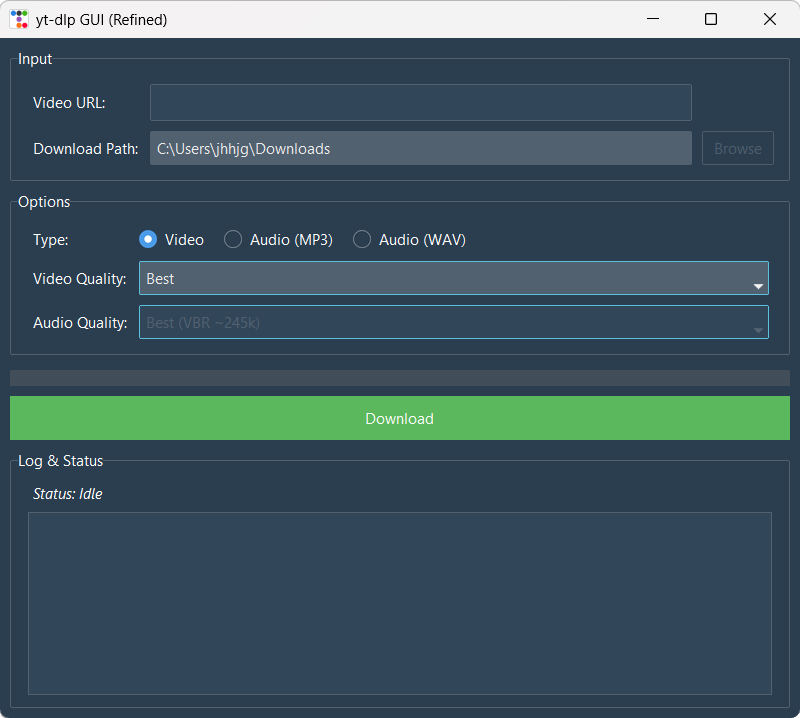 yt-dlp GUI (Refined)
Input
Video URL:
Download Path: C:\Users\jhhjg\Downloads Browse
Options
Type: Video Audio (MP3) Audio (WAV)
Video Quality: Best
Audio Quality: Best (VBR ~245k)
Download
Log & Status
Status: Idle